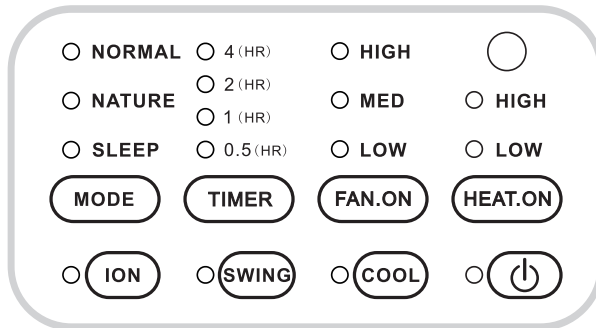 NORMAL 4(HR) HIGH
2(HR)
NATURE MED HIGH
1(HR)
SLEEP 0.5(HR) LOW LOW
MODE TIMER FAN.ON HEAT.ON
ION SWING COOL